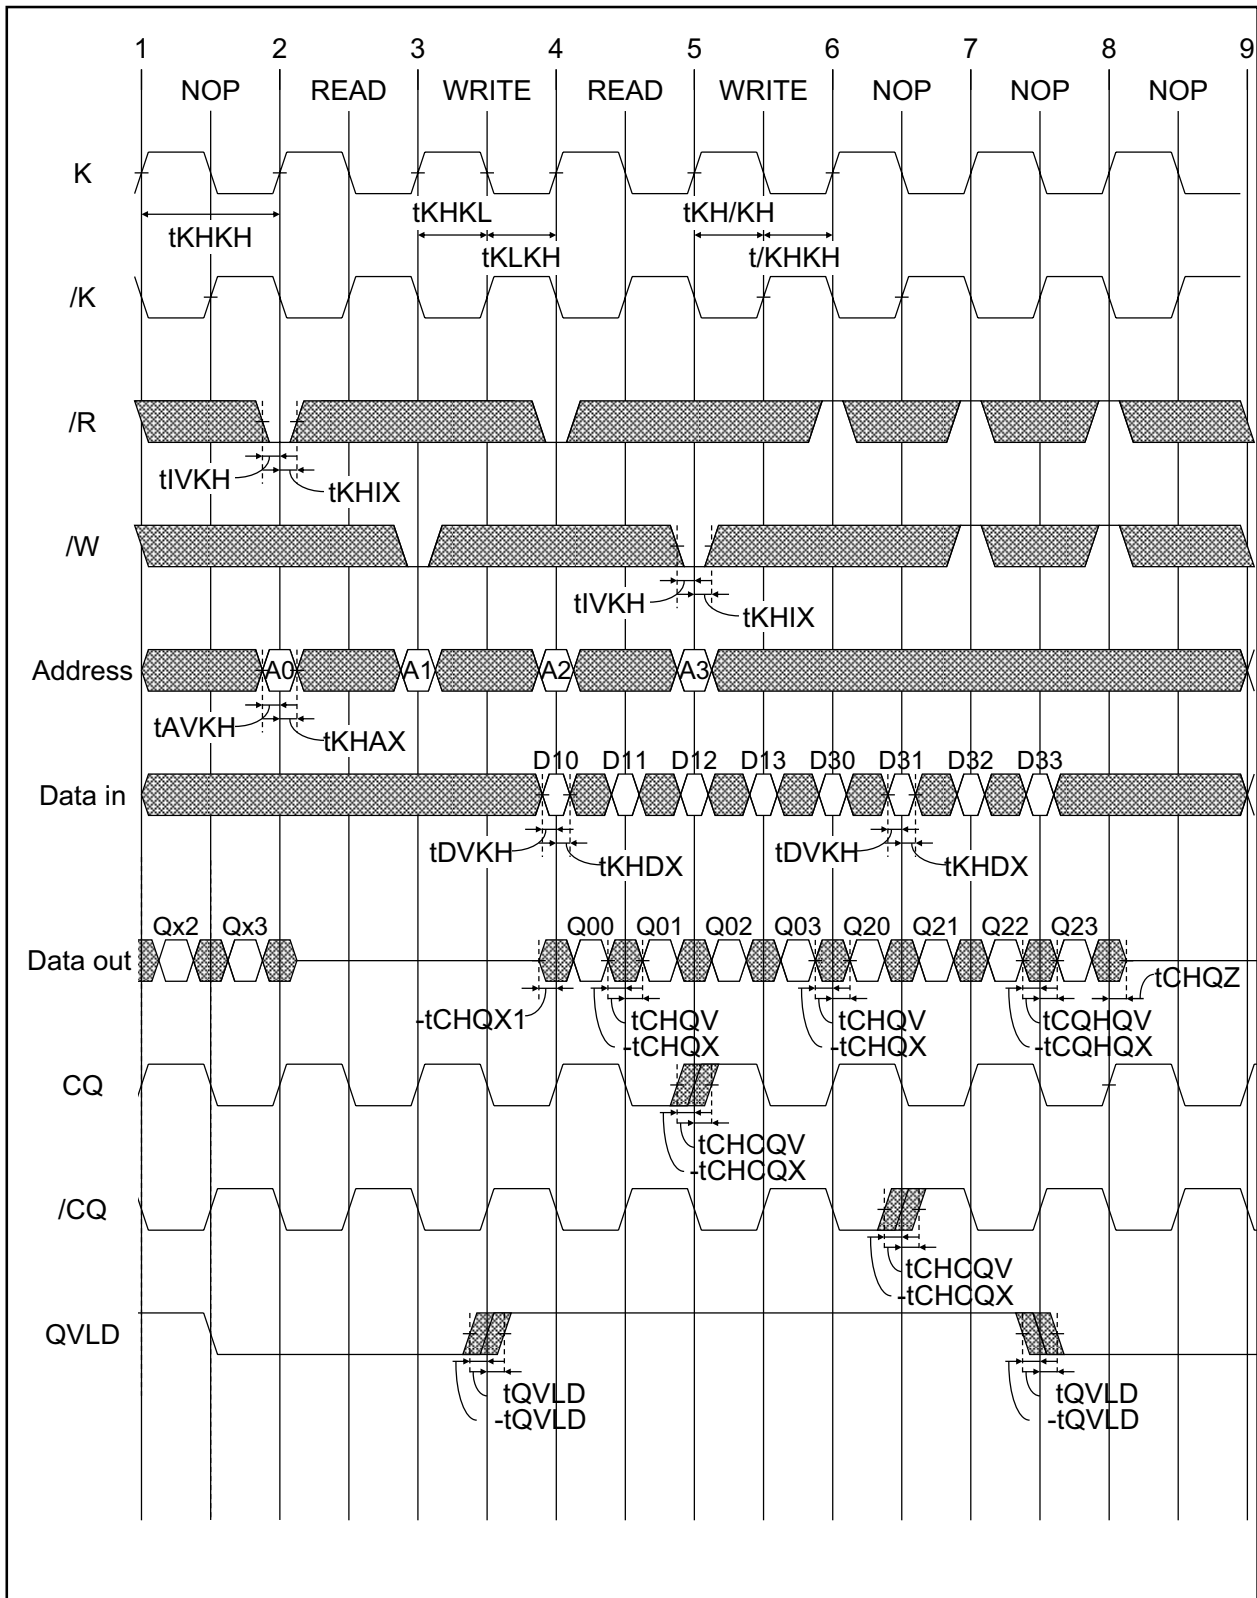 1 2 3 4 5 6 7 8 9
NOP READ WRITE READ WRITE NOP NOP NOP
K
tKHKH
tKHKL
tKLKH
tKH/KH
t/KHKH
/K
/R
tIVKH
tKHIX
/W
tIVKH
tKHIX
Address
A0 A1 A2 A3
tAVKH
tKHAX
D10 D11 D12 D13 D30 D31 D32 D33
Data in
tDVKH
tKHDX
tDVKH
tKHDX
Qx2 Qx3 Q00 Q01 Q02 Q03 Q20 Q21 Q22 Q23
Data out
tCHQZ
-tCHQX1
tCHQV
-tCHQX
tCHQV
-tCHQX
tCQHQV
-tCQHQX
CQ
tCHCQV
-tCHCQX
/CQ
tCHCQV
-tCHCQX
QVLD
tQVLD
-tQVLD
tQVLD
-tQVLD